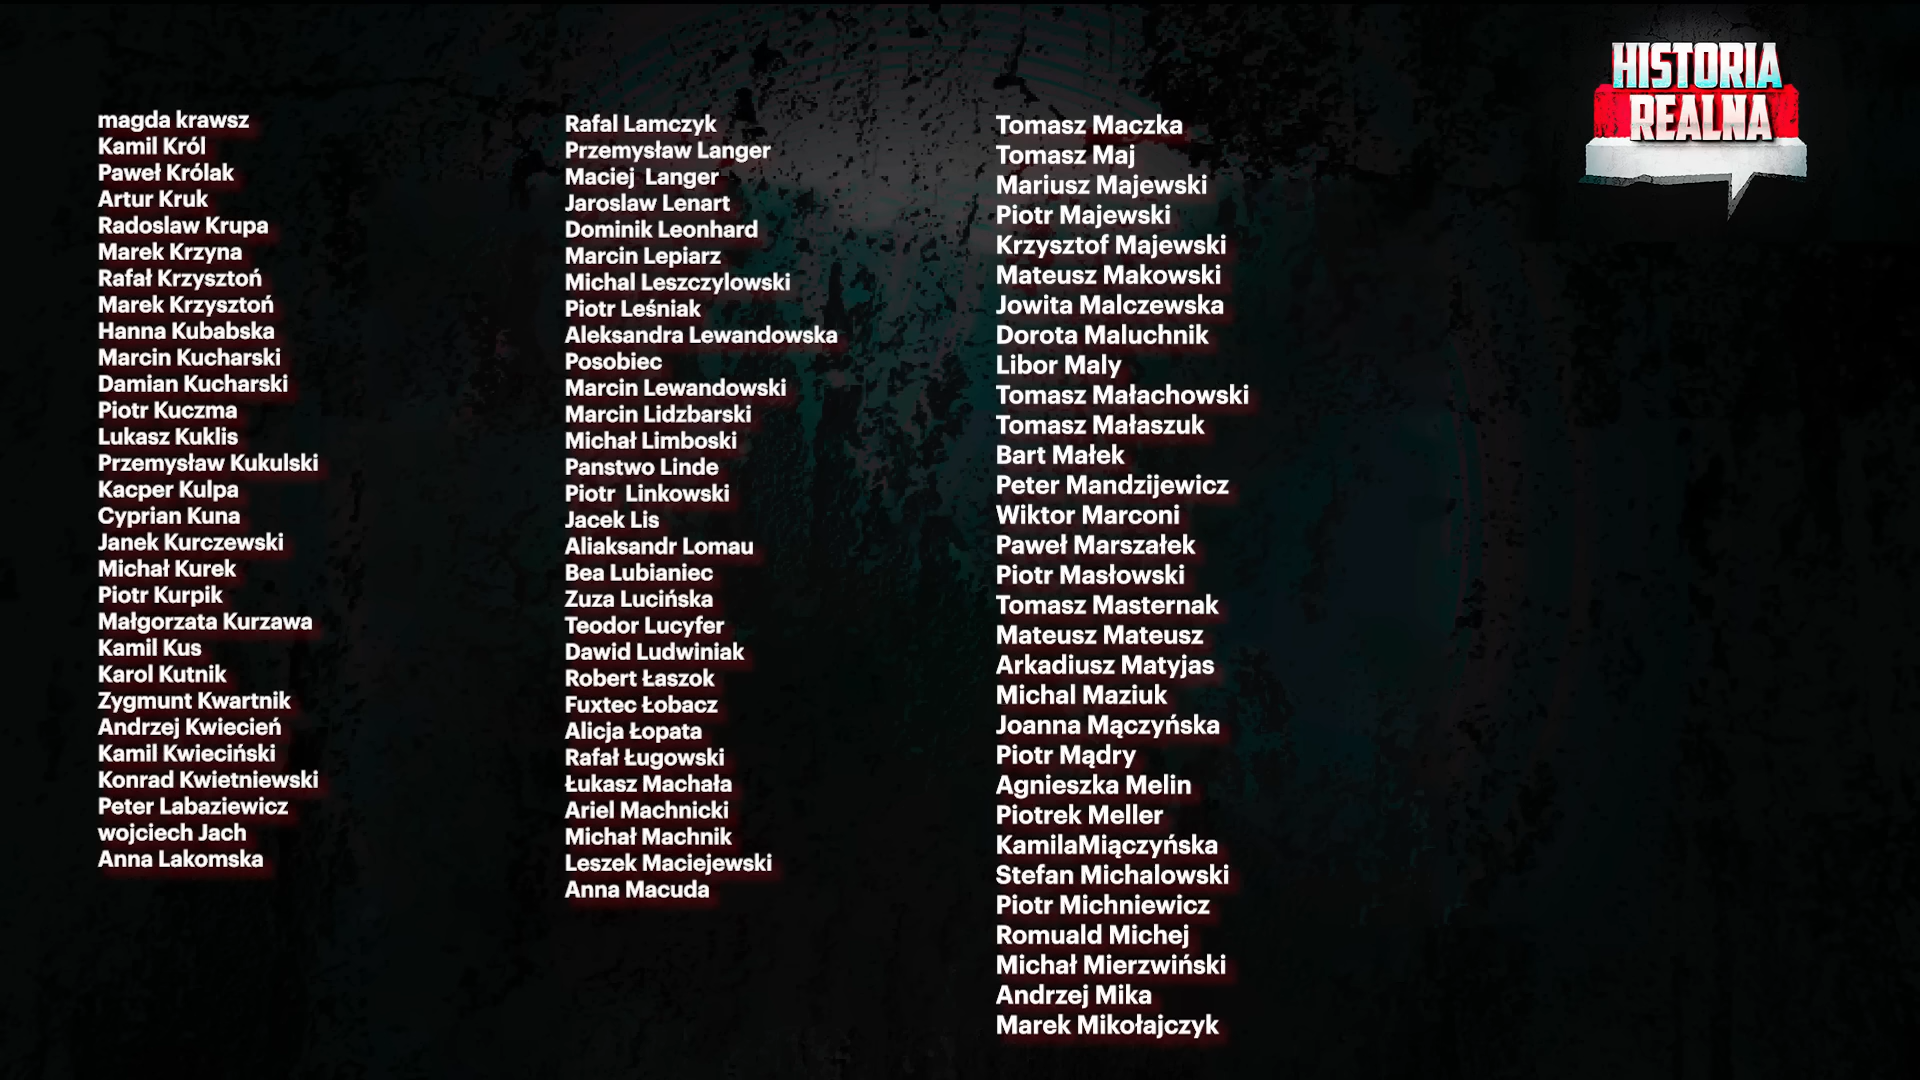 HISTORIA
REALNA
magda krawsz
Kamil Król
Paweł Królak
Artur Kruk
Radoslaw Krupa
Marek Krzyna
Rafał Krzysztoń
Marek Krzysztoń
Hanna Kubabska
Marcin Kucharski
Damian Kucharski
Piotr Kuczma
Lukasz Kuklis
Przemysław Kukulski
Kacper Kulpa
Cyprian Kuna
Janek Kurczewski
Michał Kurek
Piotr Kurpik
Małgorzata Kurzawa
Kamil Kus
Karol Kutnik
Zygmunt Kwartnik
Andrzej Kwiecień
Kamil Kwieciński
Konrad Kwietniewski
Peter Labaziewicz
wojciech Jach
Anna Lakomska
Rafal Lamczyk
Przemysław Langer
Maciej  Langer
Jaroslaw Lenart
Dominik Leonhard
Marcin Lepiarz
Michal Leszczylowski
Piotr Leśniak
Aleksandra Lewandowska
Posobiec
Marcin Lewandowski
Marcin Lidzbarski
Michał Limboski
Panstwo Linde
Piotr  Linkowski
Jacek Lis
Aliaksandr Lomau
Bea Lubianiec
Zuza Lucińska
Teodor Lucyfer
Dawid Ludwiniak
Robert Łaszok
Fuxtec Łobacz
Alicja Łopata
Rafał Ługowski
Łukasz Machała
Ariel Machnicki
Michał Machnik
Leszek Maciejewski
Anna Macuda
Tomasz Maczka
Tomasz Maj
Mariusz Majewski
Piotr Majewski
Krzysztof Majewski
Mateusz Makowski
Jowita Malczewska
Dorota Maluchnik
Libor Maly
Tomasz Małachowski
Tomasz Małaszuk
Bart Małek
Peter Mandzijewicz
Wiktor Marconi
Paweł Marszałek
Piotr Masłowski
Tomasz Masternak
Mateusz Mateusz
Arkadiusz Matyjas
Michal Maziuk
Joanna Mączyńska
Piotr Mądry
Agnieszka Melin
Piotrek Meller
KamilaMiączyńska
Stefan Michalowski
Piotr Michniewicz
Romuald Michej
Michał Mierzwiński
Andrzej Mika
Marek Mikołajczyk